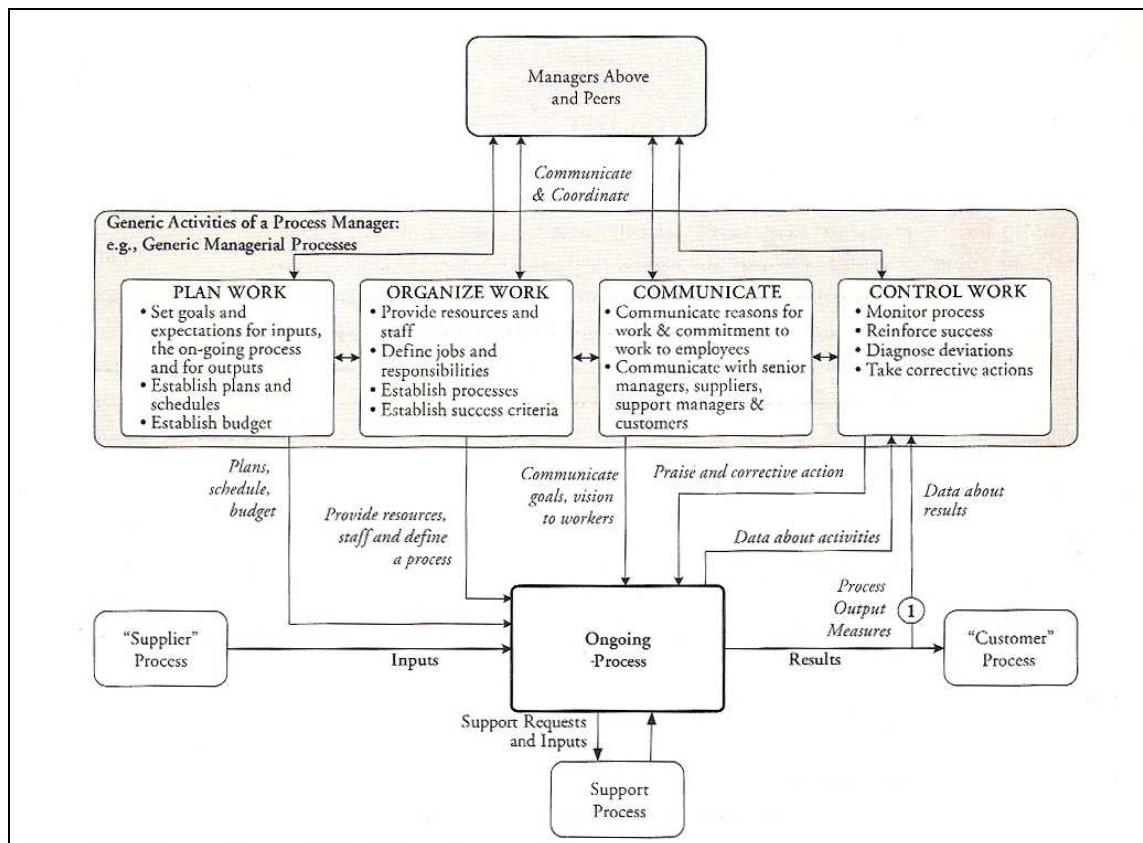 Managers Above
and Peers
Communicate
& Coordinate
Generic Activities of a Process Manager:
e.g., Generic Managerial Processes
PLAN WORK
• Set goals and
expectations for inputs,
the on-going process
and for outputs
• Establish plans and
schedules
• Establish budget
ORGANIZE WORK
• Provide resources and
staff
• Define jobs and
responsibilities
• Establish processes
• Establish success criteria
COMMUNICATE
• Communicate reasons for
work & commitment to
work to employees
• Communicate with senior
managers, suppliers,
support managers &
customers
CONTROL WORK
• Monitor process
• Reinforce success
• Diagnose deviations
• Take corrective actions
Plans,
schedule,
budget
Provide resources,
staff and define
a process
Communicate
goals, vision
to workers
Praise and corrective action
Data about activities
Data about
results
Process
Output
Measures
1
"Supplier"
Process
Inputs
Ongoing
-Process
Results
"Customer"
Process
Support Requests
and Inputs
Support
Process